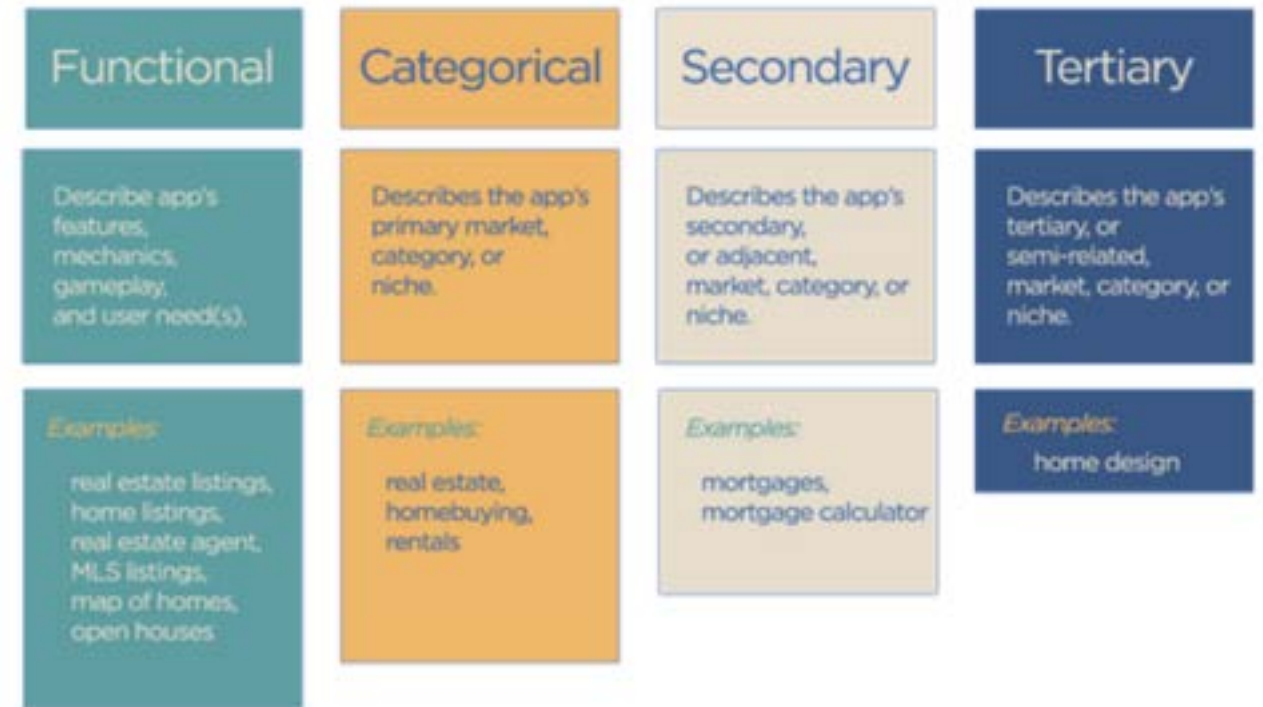 Functional
Categorical
Secondary
Tertiary
Describe app's
features,
mechanics,
gameplay,
and user need(s).
Describes the app's
primary market,
category, or
niche.
Describes the app's
secondary,
or adjacent,
market, category, or
niche.
Describes the app's
tertiary, or
semi-related,
market, category, or
niche.
Examples:
real estate listings,
home listings,
real estate agent,
MLS listings,
map of homes,
open houses
Examples:
real estate,
homebuying,
rentals
Examples:
mortgages,
mortgage calculator
Examples:
home design